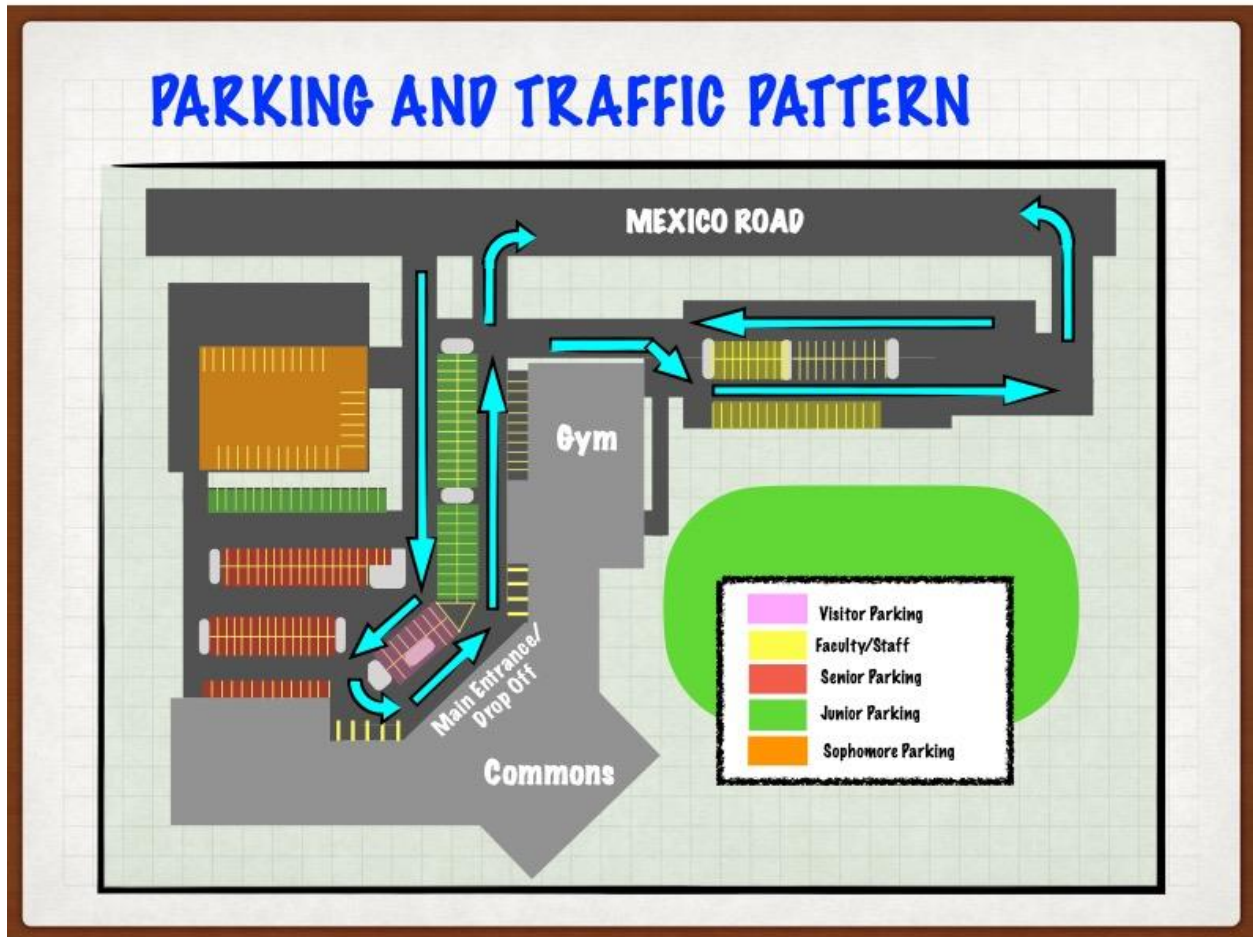 PARKING AND TRAFFIC PATTERN
MEXICO ROAD
Gym
Main Entrance/
Drop Off
Commons
Visitor Parking
Faculty/Staff
Senior Parking
Junior Parking
Sophomore Parking